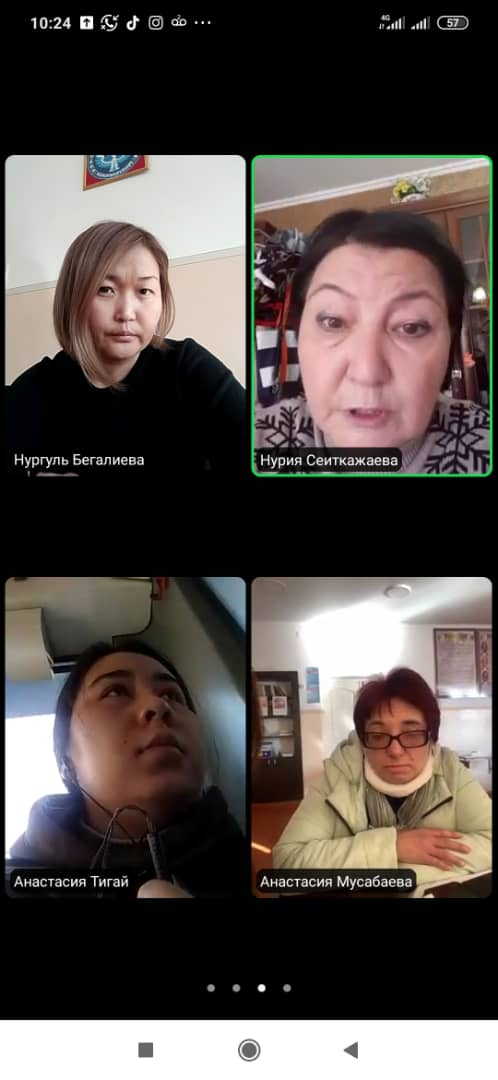 10:24
4G
57
Нургуль Бегалиева
Нурия Сеиткажаева
Анастасия Тигай
Анастасия Мусабаева